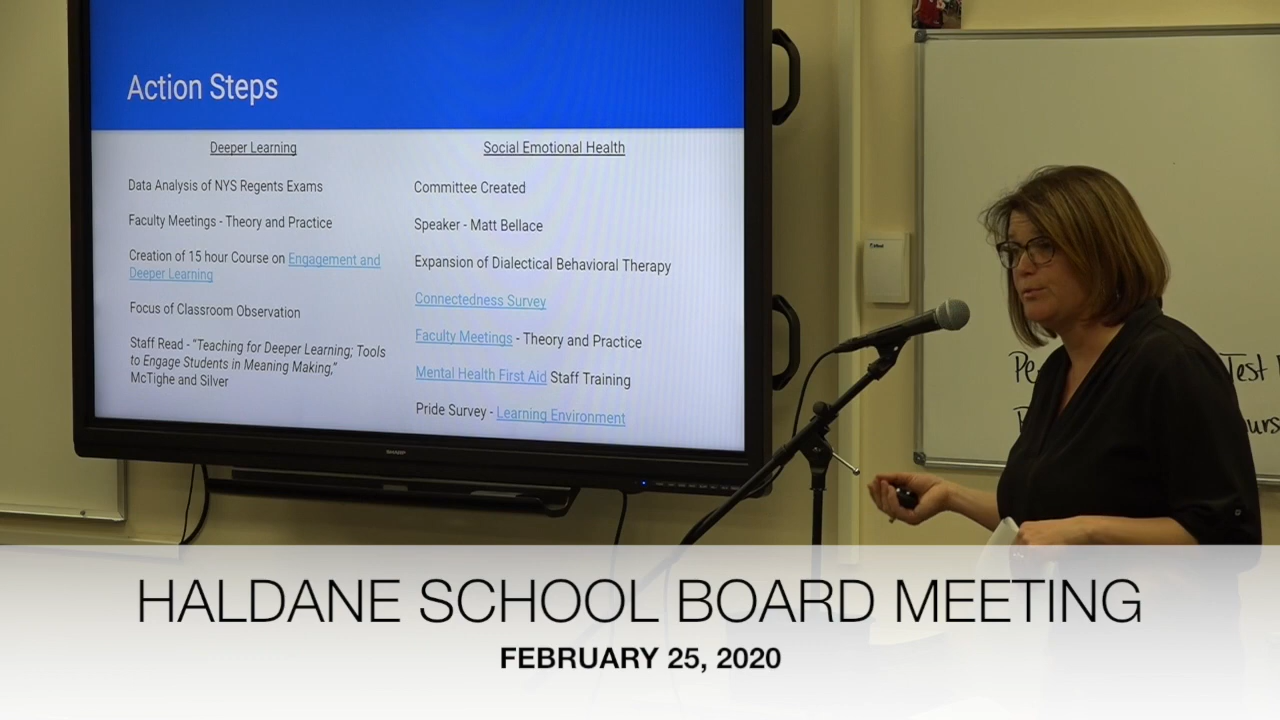 Action Steps
Deeper Learning
Data Analysis of NYS Regents Exams
Faculty Meetings - Theory and Practice
Creation of 15 hour Course on Engagement and
Deeper Learning
Focus of Classroom Observation
Staff Read - “Teaching for Deeper Learning; Tools
to Engage Students in Meaning Making,”
McTighe and Silver
Social Emotional Health
Committee Created
Speaker - Matt Bellace
Expansion of Dialectical Behavioral Therapy
Connectedness Survey
Faculty Meetings - Theory and Practice
Mental Health First Aid Staff Training
Pride Survey - Learning Environment
SHARP
Test
HALDANE SCHOOL BOARD MEETING
FEBRUARY 25, 2020